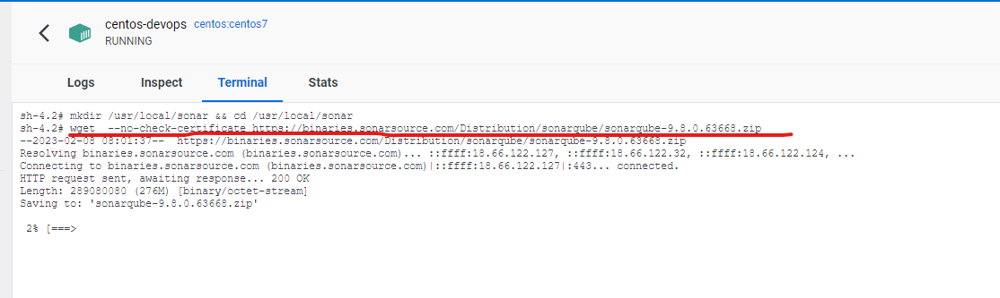 centos-devops centos:centos7
RUNNING
Logs Inspect Terminal Stats
sh-4.2# mkdir /usr/local/sonar && cd /usr/local/sonar
sh-4.2# wget  --no-check-certificate https://binaries.sonarsource.com/Distribution/sonarqube/sonarqube-9.8.0.63668.zip
--2023-02-08 08:01:37--  https://binaries.sonarsource.com/Distribution/sonarqube/sonarqube-9.8.0.63668.zip
Resolving binaries.sonarsource.com (binaries.sonarsource.com)... ::ffff:18.66.122.127, ::ffff:18.66.122.32, ::ffff:18.66.122.124, ...
Connecting to binaries.sonarsource.com (binaries.sonarsource.com)|::ffff:18.66.122.127|:443... connected.
HTTP request sent, awaiting response... 200 OK
Length: 289080080 (276M) [binary/octet-stream]
Saving to: 'sonarqube-9.8.0.63668.zip'
2% [===>